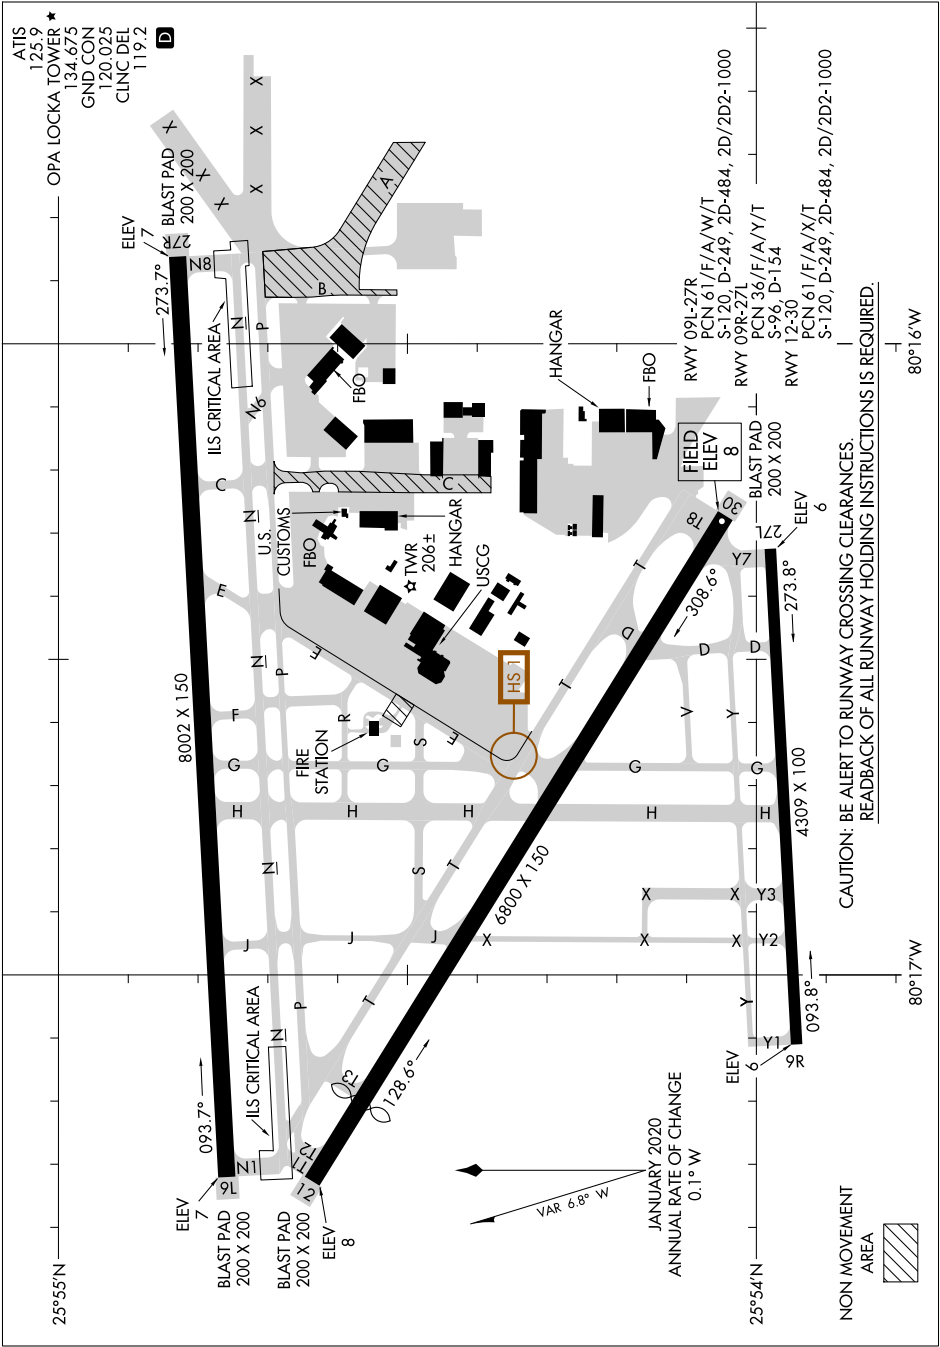 ATIS
125.9
OPA LOCKA TOWER ★
134.675
GND CON
120.025
CLNC DEL
119.2
D
ELEV
7
BLAST PAD
200 X 200
27R
273.7°
N8
ILS CRITICAL AREA
N
P
N6
C
N
E
N
P
F
G
H
J
N
P
N
8002 X 150
093.7°
ILS CRITICAL AREA
N1
9L
ELEV
7
BLAST PAD
200 X 200
BLAST PAD
200 X 200
12
ELEV
8
T1
T2
T3
128.6°
T
T
T
T
X
X
X
X
X
X
A
B
C
FBO
HANGAR
FBO
U.S.
CUSTOMS
FBO
TWR
206±
HANGAR
USCG
F
F
R
S
FIRE
STATION
G
H
H
J
J
S
HS 1
6800 X 150
308.6°
T8
30
FIELD
ELEV
8
BLAST PAD
200 X 200
27L
ELEV
6
Y7
273.8°
D
D
D
V
Y
G
G
H
H
X
X
X
X
X
Y3
Y2
Y
Y1
4309 X 100
093.8°
9R
ELEV
6
RWY 09L-27R
PCN 61/F/A/W/T
S-120, D-249, 2D-484, 2D/2D2-1000
RWY 09R-27L
PCN 36/F/A/Y/T
S-96, D-154
RWY 12-30
PCN 61/F/A/X/T
S-120, D-249, 2D-484, 2D/2D2-1000
CAUTION: BE ALERT TO RUNWAY CROSSING CLEARANCES.
READBACK OF ALL RUNWAY HOLDING INSTRUCTIONS IS REQUIRED.
VAR 6.8° W
JANUARY 2020
ANNUAL RATE OF CHANGE
0.1° W
NON MOVEMENT
AREA
25°55'N
25°54'N
80°16'W
80°17'W